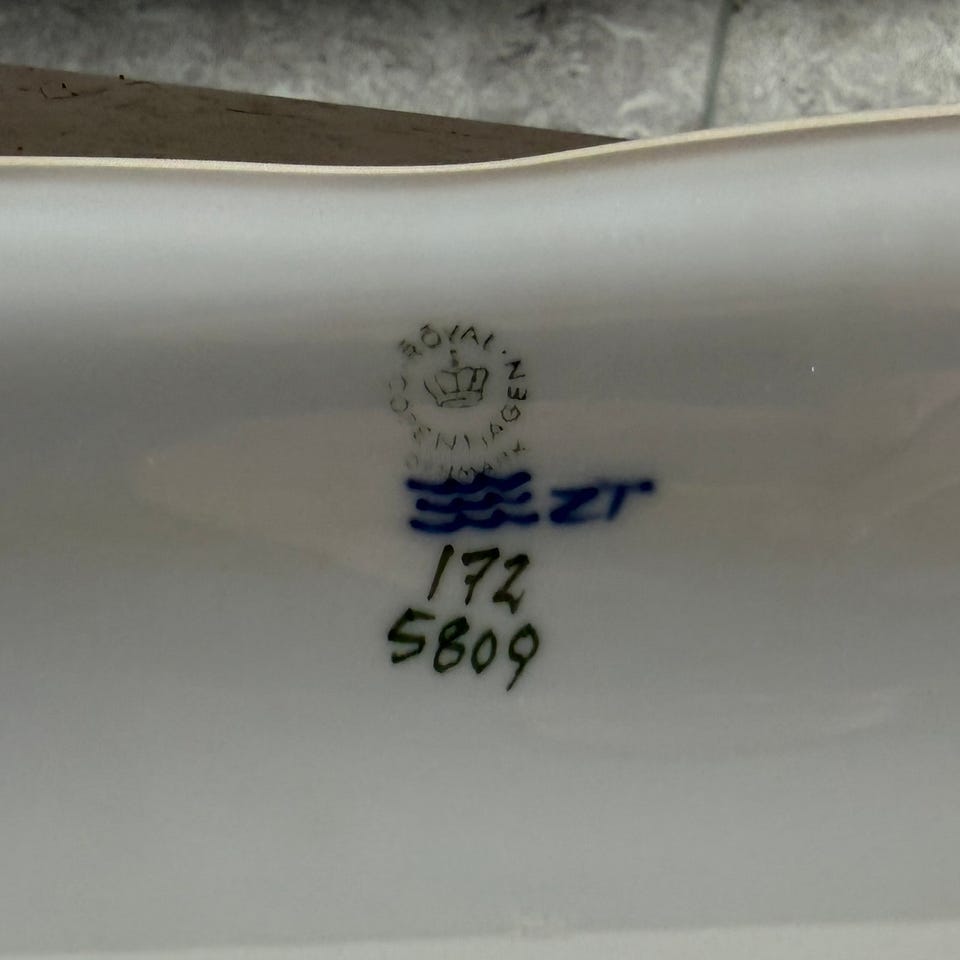 ROYAL
COPENHAGEN
DENMARK
ZT
172
5809